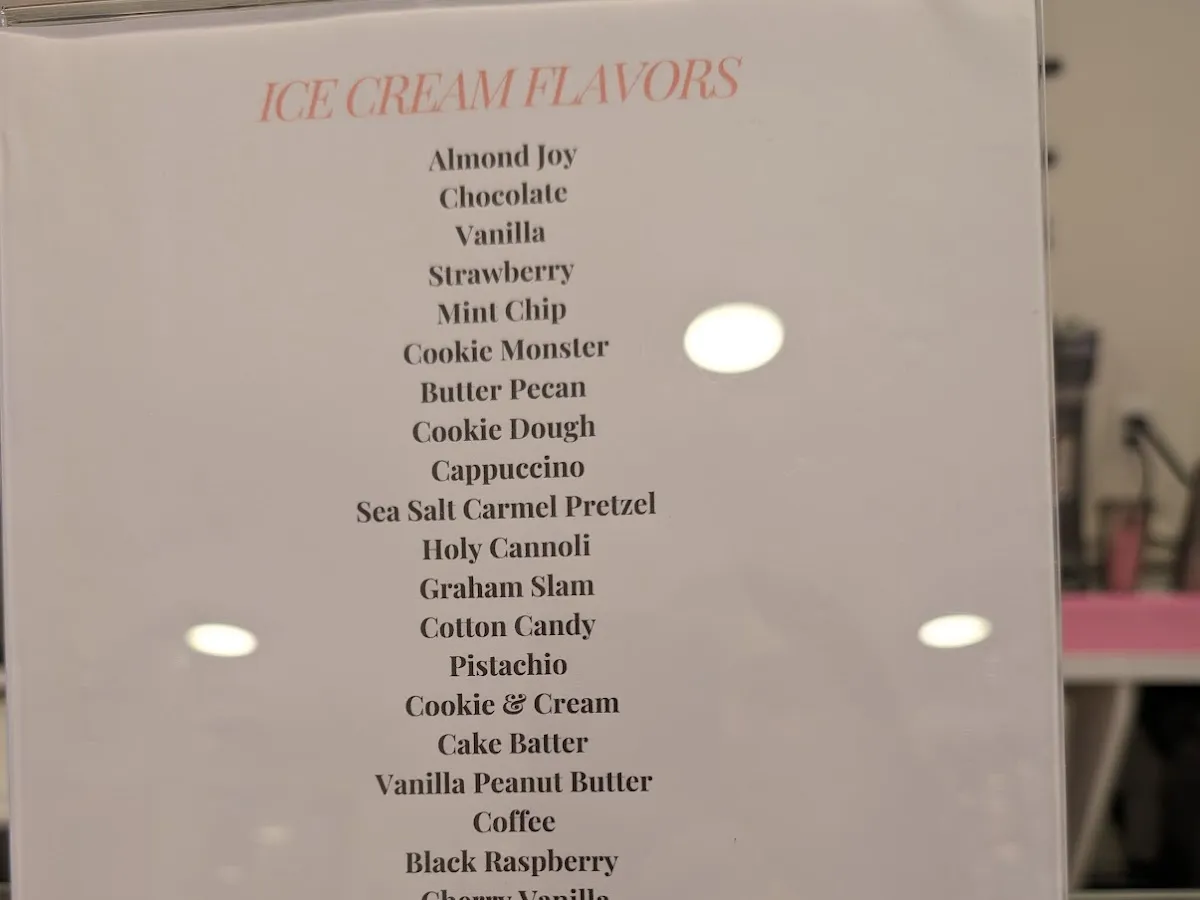 ICE CREAM FLAVORS
Almond Joy
Chocolate
Vanilla
Strawberry
Mint Chip
Cookie Monster
Butter Pecan
Cookie Dough
Cappuccino
Sea Salt Carmel Pretzel
Holy Cannoli
Graham Slam
Cotton Candy
Pistachio
Cookie & Cream
Cake Batter
Vanilla Peanut Butter
Coffee
Black Raspberry
Cherry Vanilla